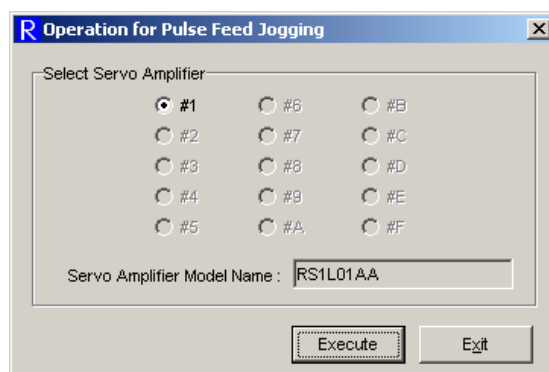 R Operation for Pulse Feed Jogging
Select Servo Amplifier
#1 #6 #B
#2 #7 #C
#3 #8 #D
#4 #9 #E
#5 #A #F
Servo Amplifier Model Name : RS1L01AA
Execute Exit